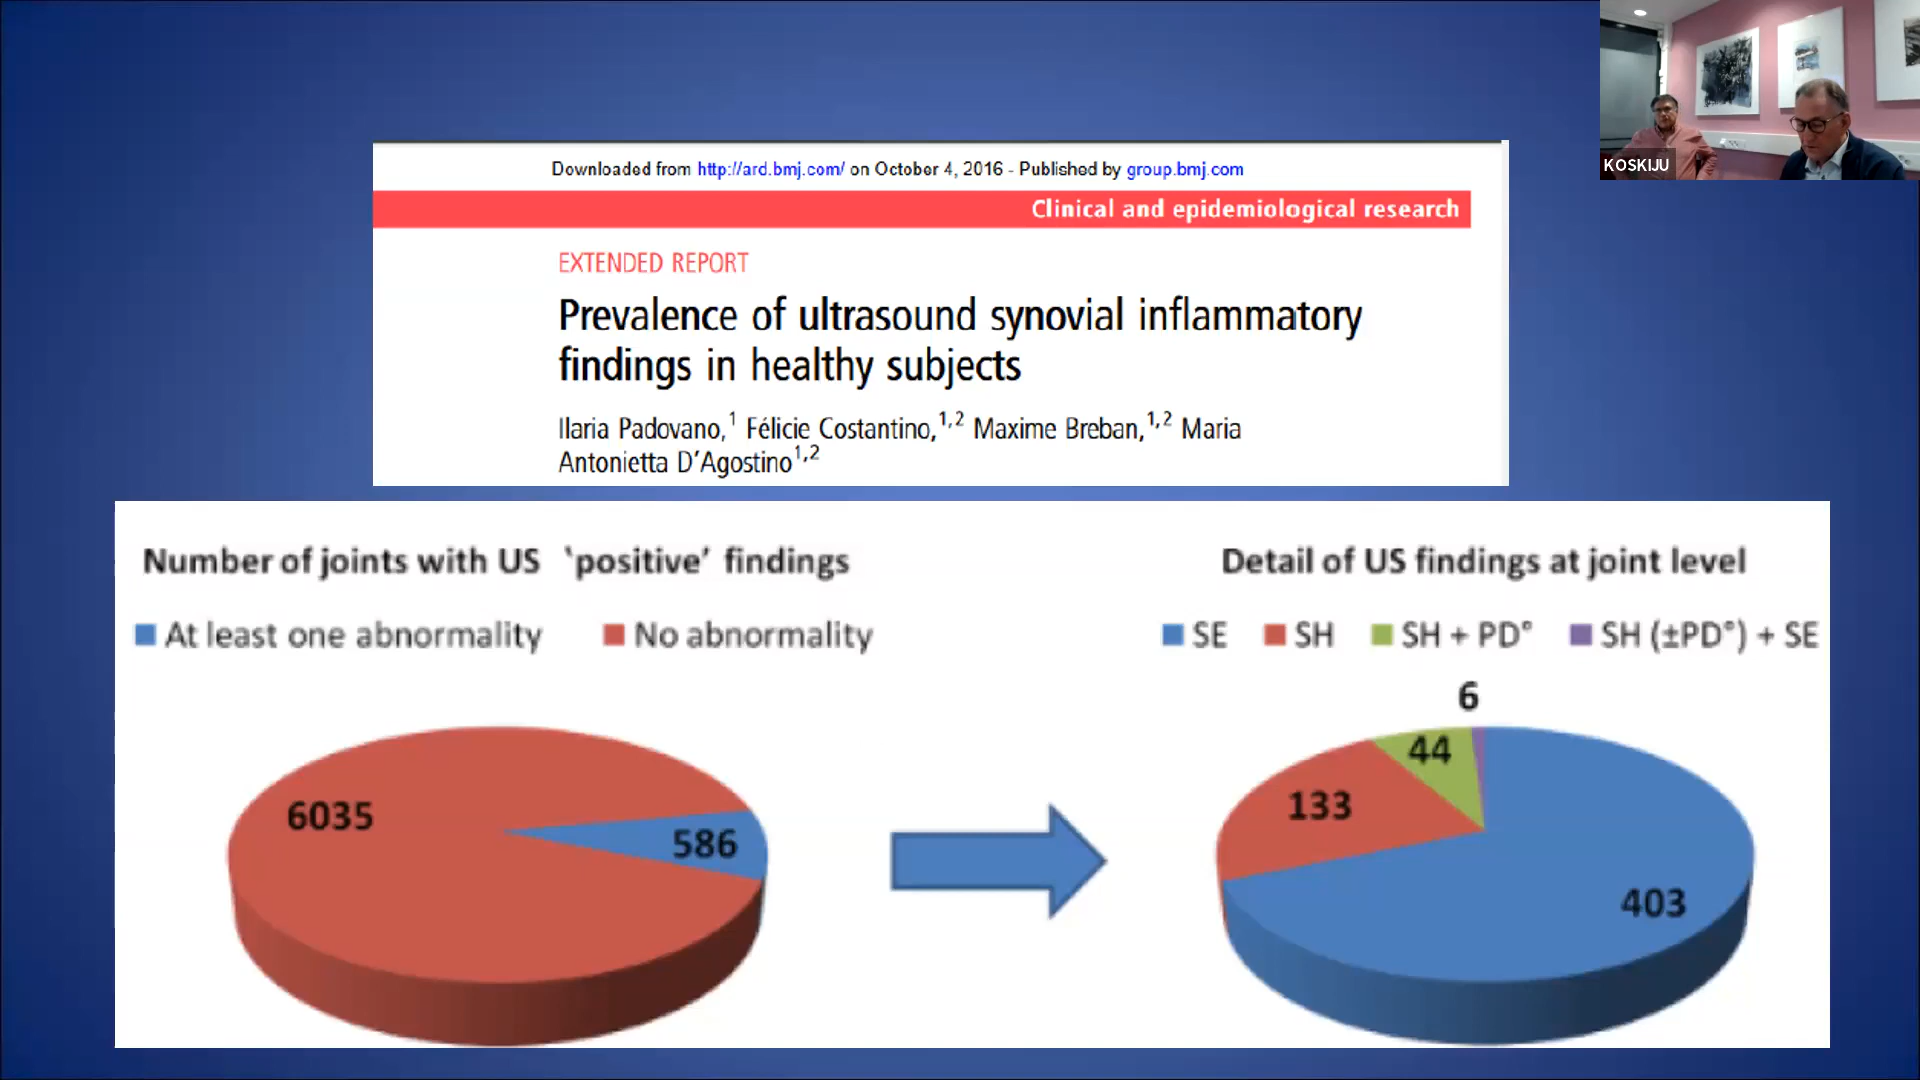 KOSKIJU
Downloaded from http://ard.bmj.com/ on October 4, 2016 - Published by group.bmj.com
Clinical and epidemiological research
EXTENDED REPORT
Prevalence of ultrasound synovial inflammatory
findings in healthy subjects
Ilaria Padovano,1 Félicie Costantino,1,2 Maxime Breban,1,2 Maria
Antonietta D'Agostino1,2
Number of joints with US 'positive' findings
At least one abnormality No abnormality
6035
586
Detail of US findings at joint level
SE SH SH + PD° SH (±PD°) + SE
6
44
133
403